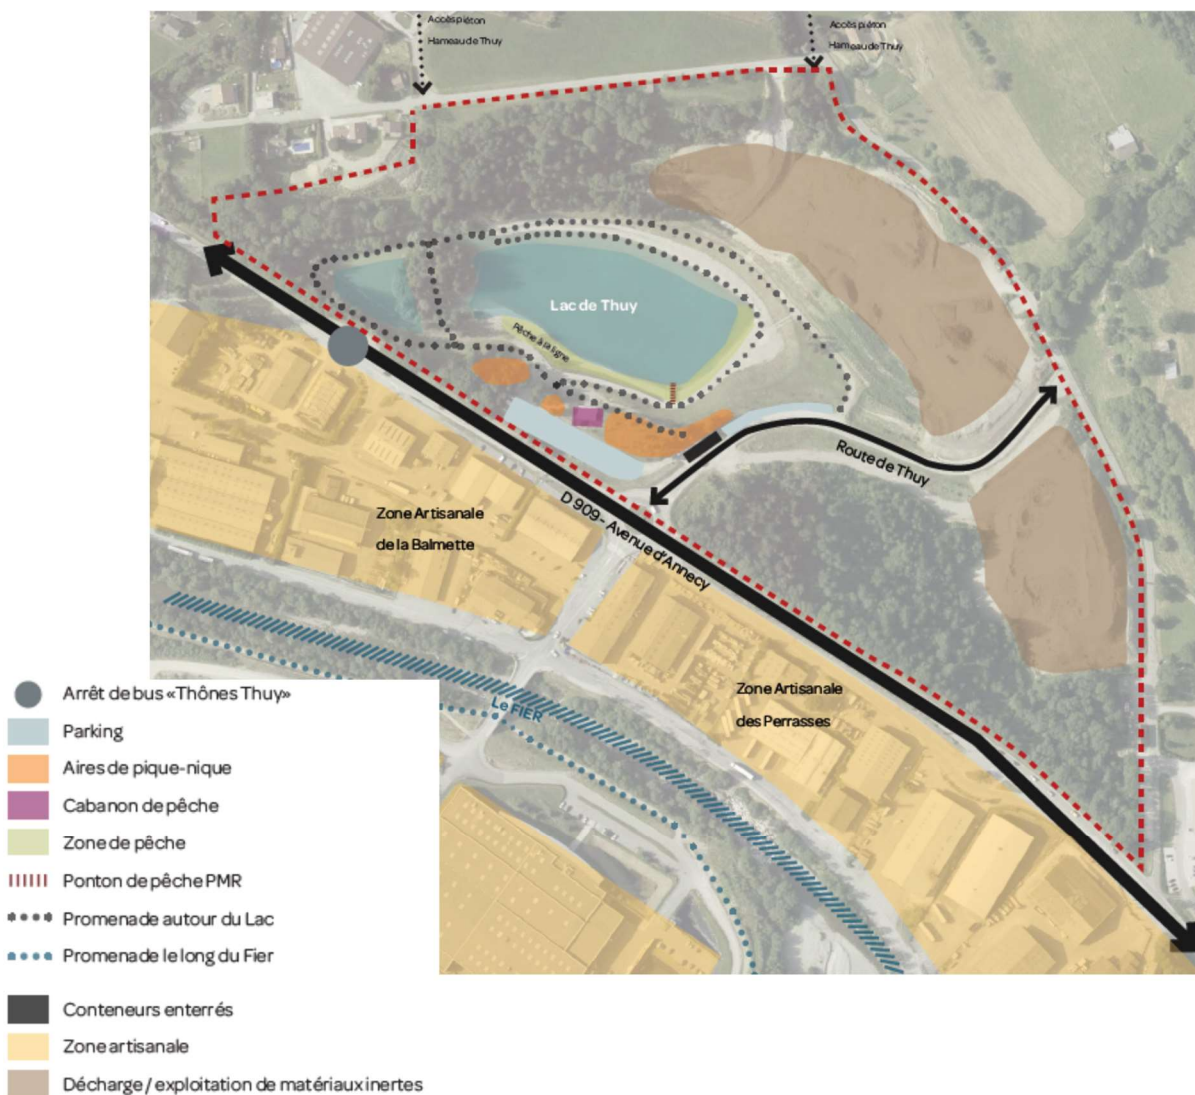 Accès piéton
Hameau de Thuy
Accès piéton
Hameau de Thuy
Lac de Thuy
Pêche à la ligne
Route de Thuy
D 909 - Avenue d'Annecy
Zone Artisanale
de la Balmette
Zone Artisanale
des Perrasses
Le FIER
Arrêt de bus «Thônes Thuy»
Parking
Aires de pique-nique
Cabanon de pêche
Zone de pêche
Ponton de pêche PMR
Promenade autour du Lac
Promenade le long du Fier
Conteneurs enterrés
Zone artisanale
Décharge / exploitation de matériaux inertes